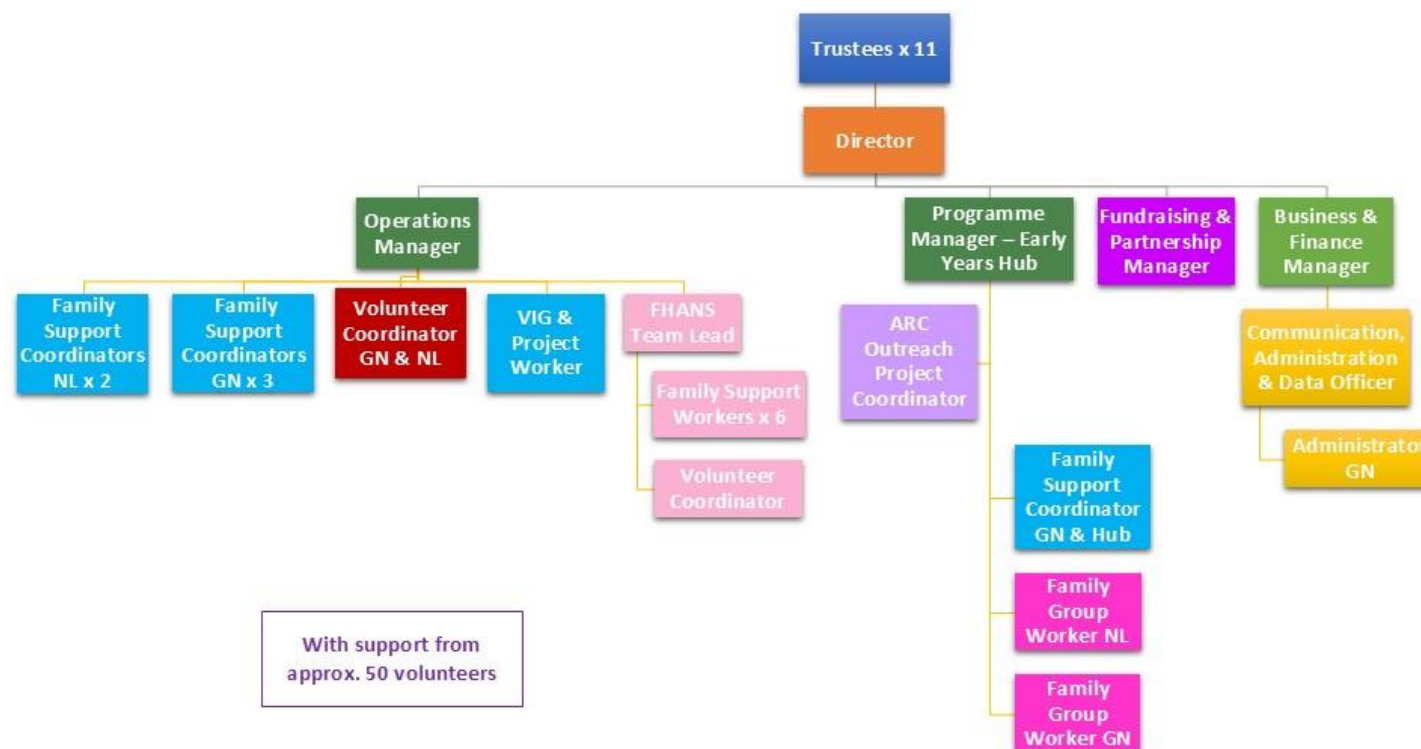 Trustees x 11
Director
Operations
Manager
Programme
Manager – Early
Years Hub
Fundraising &
Partnership
Manager
Business &
Finance
Manager
Family
Support
Coordinators
NL x 2
Family
Support
Coordinators
GN x 3
Volunteer
Coordinator
GN & NL
VIG &
Project
Worker
FHANS
Team Lead
Family Support
Workers x 6
Volunteer
Coordinator
ARC
Outreach
Project
Coordinator
Family
Support
Coordinator
GN & Hub
Family
Group
Worker NL
Family
Group
Worker GN
Communication,
Administration
& Data Officer
Administrator
GN
With support from
approx. 50 volunteers